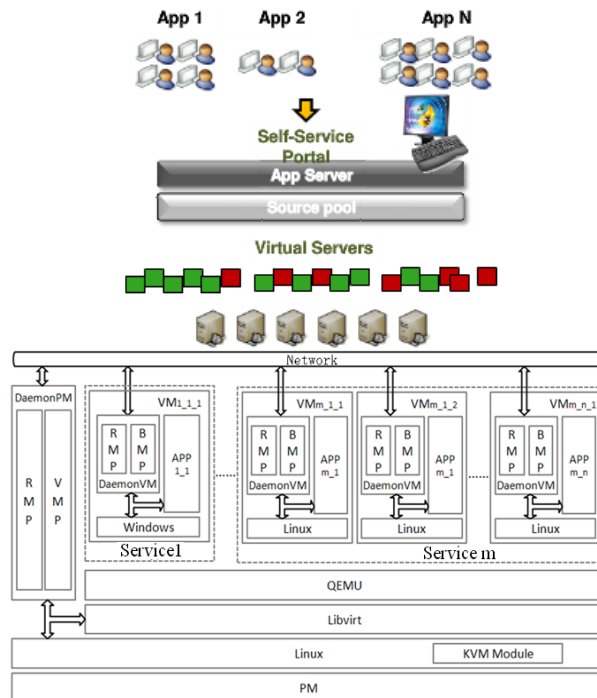 App 1 App 2 App N
Self-Service
Portal
App Server
Source pool
Virtual Servers
Network
DaemonPM
R
M
P
V
M
P
VM1_1_1
R
M
P
B
M
P
DaemonVM
APP
1_1
Windows
Service1
VMm_1_1
R
M
P
B
M
P
DaemonVM
APP
m_1
Linux
VMm_1_2
R
M
P
B
M
P
DaemonVM
APP
m_1
Linux
VMm_n_1
R
M
P
B
M
P
DaemonVM
APP
m_n
Linux
Service m
QEMU
Libvirt
Linux
KVM Module
PM